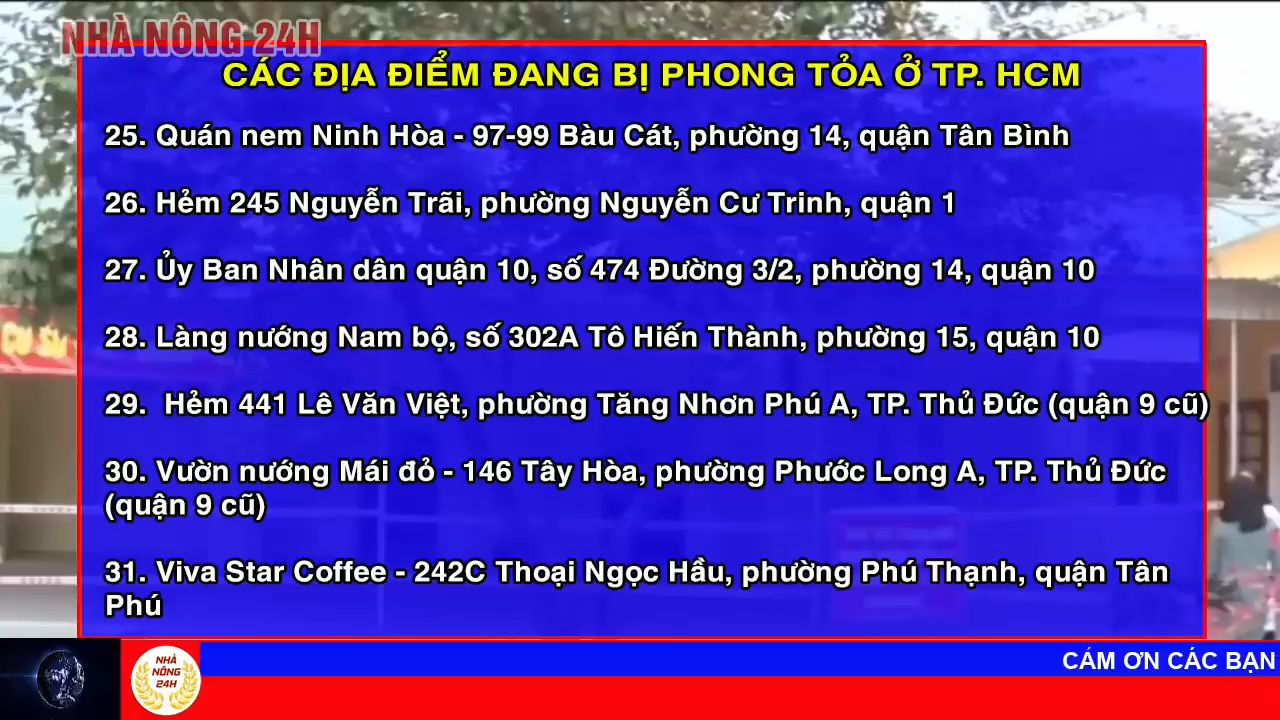 NHÀ NÔNG 24H
CÁC ĐỊA ĐIỂM ĐANG BỊ PHONG TỎA Ở TP. HCM
25. Quán nem Ninh Hòa - 97-99 Bàu Cát, phường 14, quận Tân Bình
26. Hẻm 245 Nguyễn Trãi, phường Nguyễn Cư Trinh, quận 1
27. Ủy Ban Nhân dân quận 10, số 474 Đường 3/2, phường 14, quận 10
28. Làng nướng Nam bộ, số 302A Tô Hiến Thành, phường 15, quận 10
29. Hẻm 441 Lê Văn Việt, phường Tăng Nhơn Phú A, TP. Thủ Đức (quận 9 cũ)
30. Vườn nướng Mái đỏ - 146 Tây Hòa, phường Phước Long A, TP. Thủ Đức
(quận 9 cũ)
31. Viva Star Coffee - 242C Thoại Ngọc Hầu, phường Phú Thạnh, quận Tân
Phú
NHÀ
NÔNG
24H
CÁM ƠN CÁC BẠN